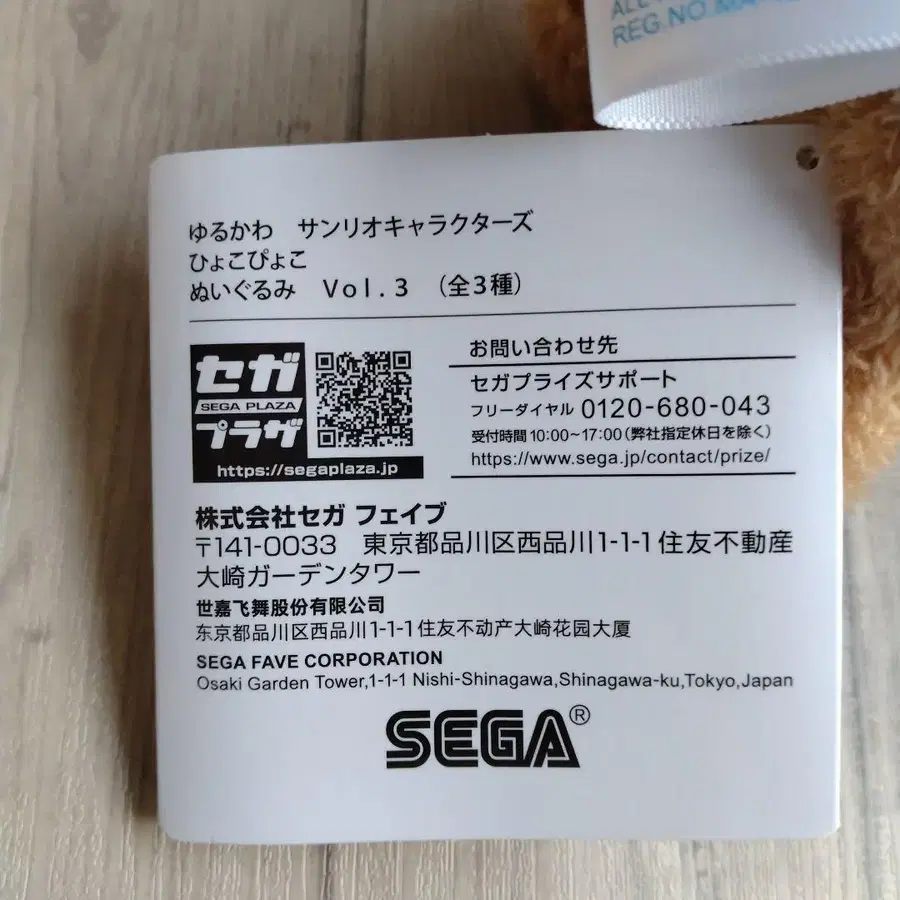 REG.NO.
ゆるかわ サンリオキャラクターズ
ひょこぴょこ
ぬいぐるみ Vol.3 (全3種)
セガ
SEGA PLAZA
プラザ
https://segaplaza.jp
お問い合わせ先
セガプライズサポート
フリーダイヤル 0120-680-043
受付時間 10:00~17:00(弊社指定休日を除く)
https://www.sega.jp/contact/prize/
株式会社セガ フェイブ
〒141-0033 東京都品川区西品川1-1-1住友不動産
大崎ガーデンタワー
世嘉飞舞股份有限公司
东京都品川区西品川1-1-1住友不动产大崎花园大厦
SEGA FAVE CORPORATION
Osaki Garden Tower,1-1-1 Nishi-Shinagawa,Shinagawa-ku,Tokyo,Japan
SEGA®